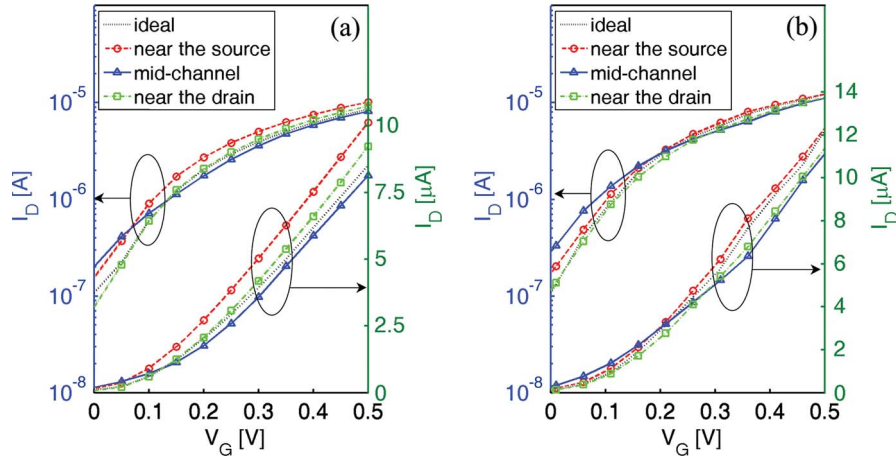 (a)
ideal
near the source
mid-channel
near the drain
10^-5
10^-6
10^-7
10^-8
I_D [A]
10
7.5
5
2.5
0
I_D [µA]
0 0.1 0.2 0.3 0.4 0.5
V_G [V]
(b)
ideal
near the source
mid-channel
near the drain
10^-5
10^-6
10^-7
10^-8
I_D [A]
14
12
10
8
6
4
2
0
I_D [µA]
0 0.1 0.2 0.3 0.4 0.5
V_G [V]